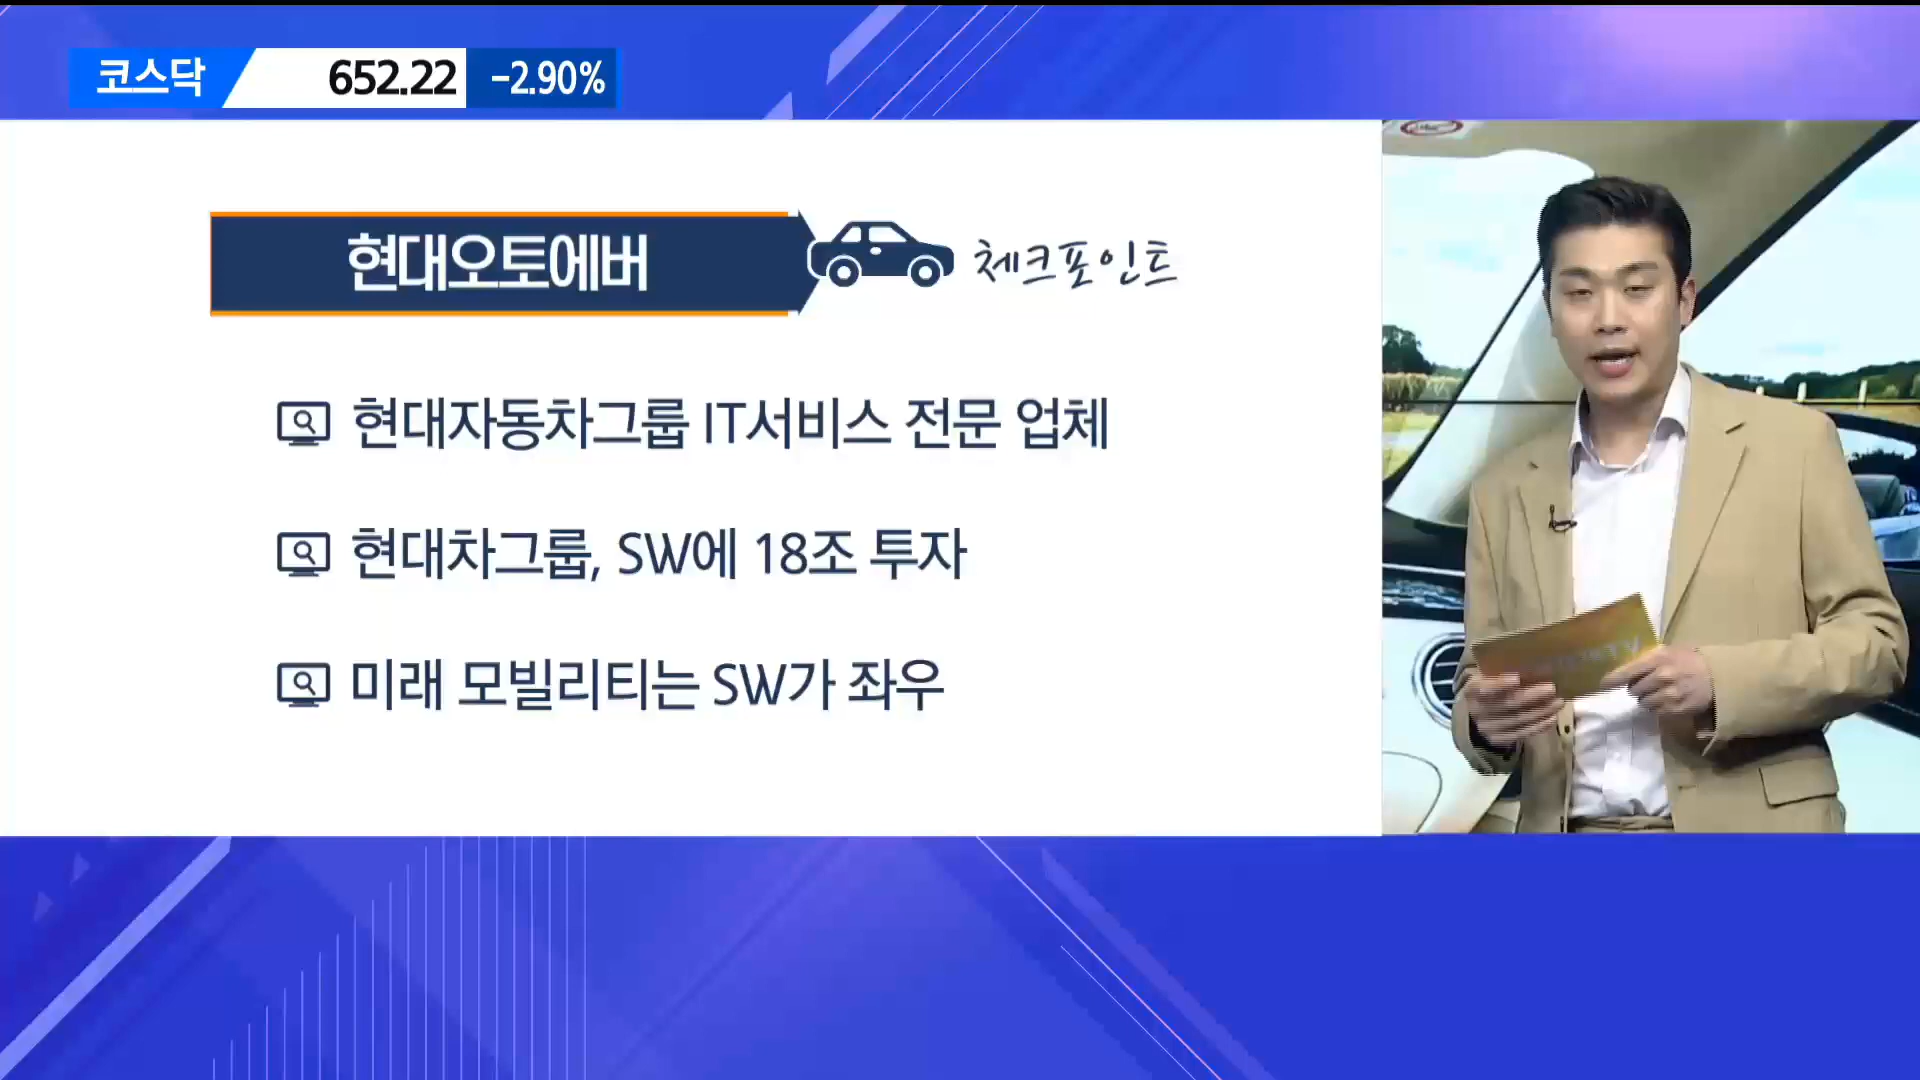 코스닥 652.22 -2.90%
현대오토에버 체크포인트
현대자동차그룹 IT서비스 전문 업체
현대차그룹, SW에 18조 투자
미래 모빌리티는 SW가 좌우